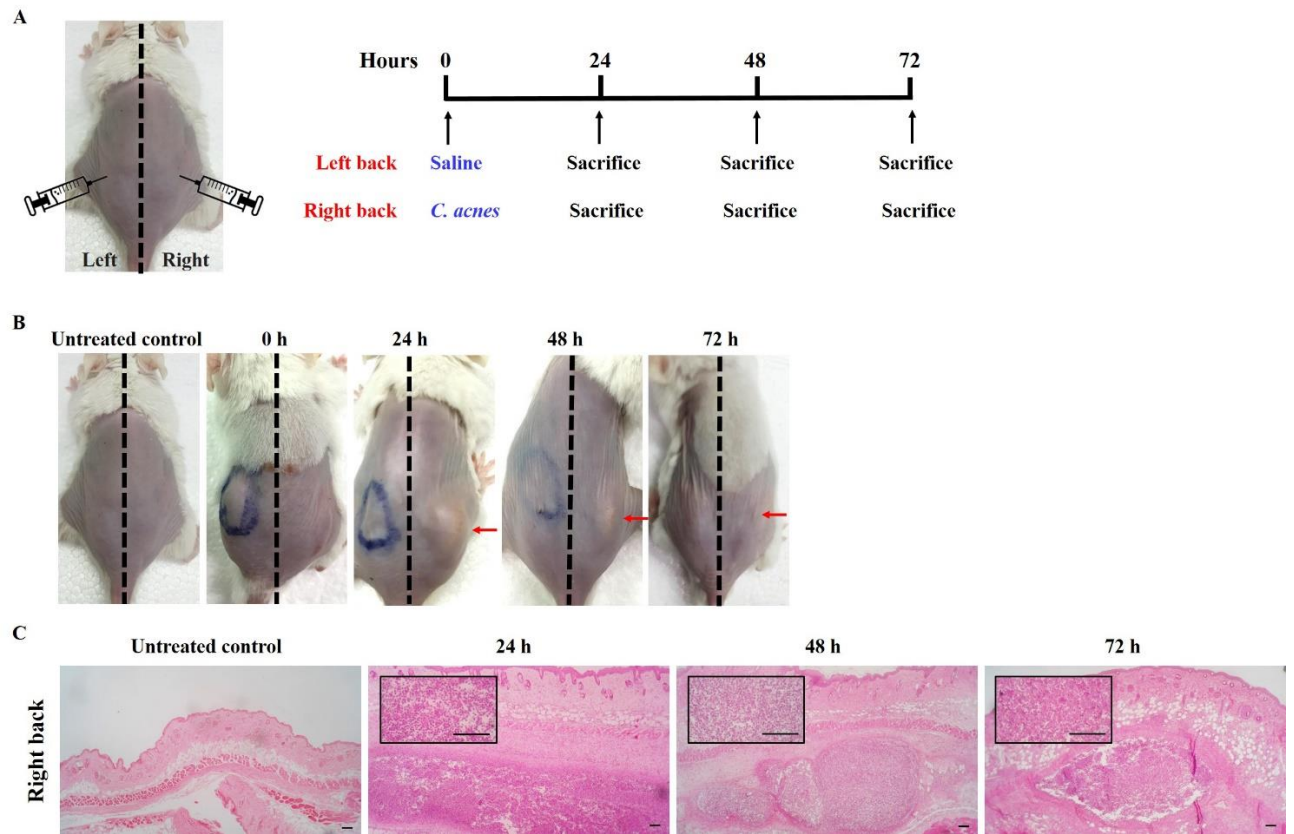 A
Hours 0 24 48 72
Left back Saline Sacrifice Sacrifice Sacrifice
Right back C. acnes Sacrifice Sacrifice Sacrifice
Left Right
B
Untreated control 0 h 24 h 48 h 72 h
C
Untreated control 24 h 48 h 72 h
Right back